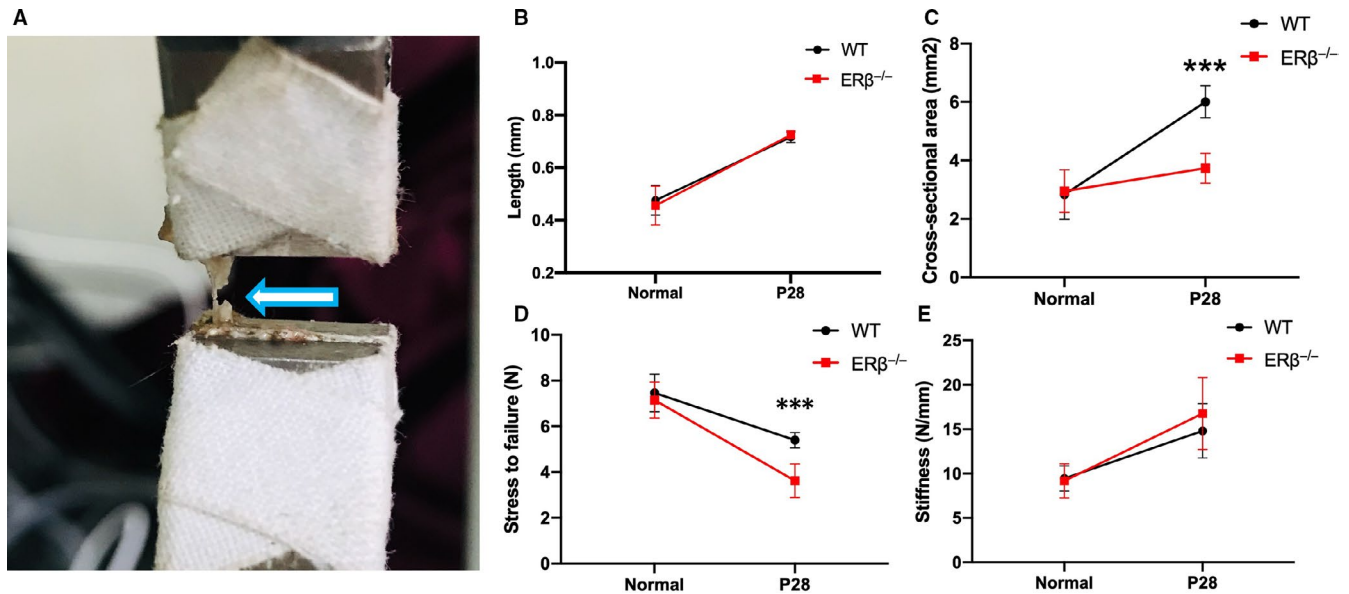 A
B
WT
ERβ⁻/⁻
1.0
0.8
0.6
0.4
0.2
Length (mm)
Normal
P28
C
WT
ERβ⁻/⁻
8
6
4
2
0
Cross-sectional area (mm2)
***
Normal
P28
D
WT
ERβ⁻/⁻
10
8
6
4
2
0
Stress to failure (N)
***
Normal
P28
E
WT
ERβ⁻/⁻
25
20
15
10
5
0
Stiffness (N/mm)
Normal
P28